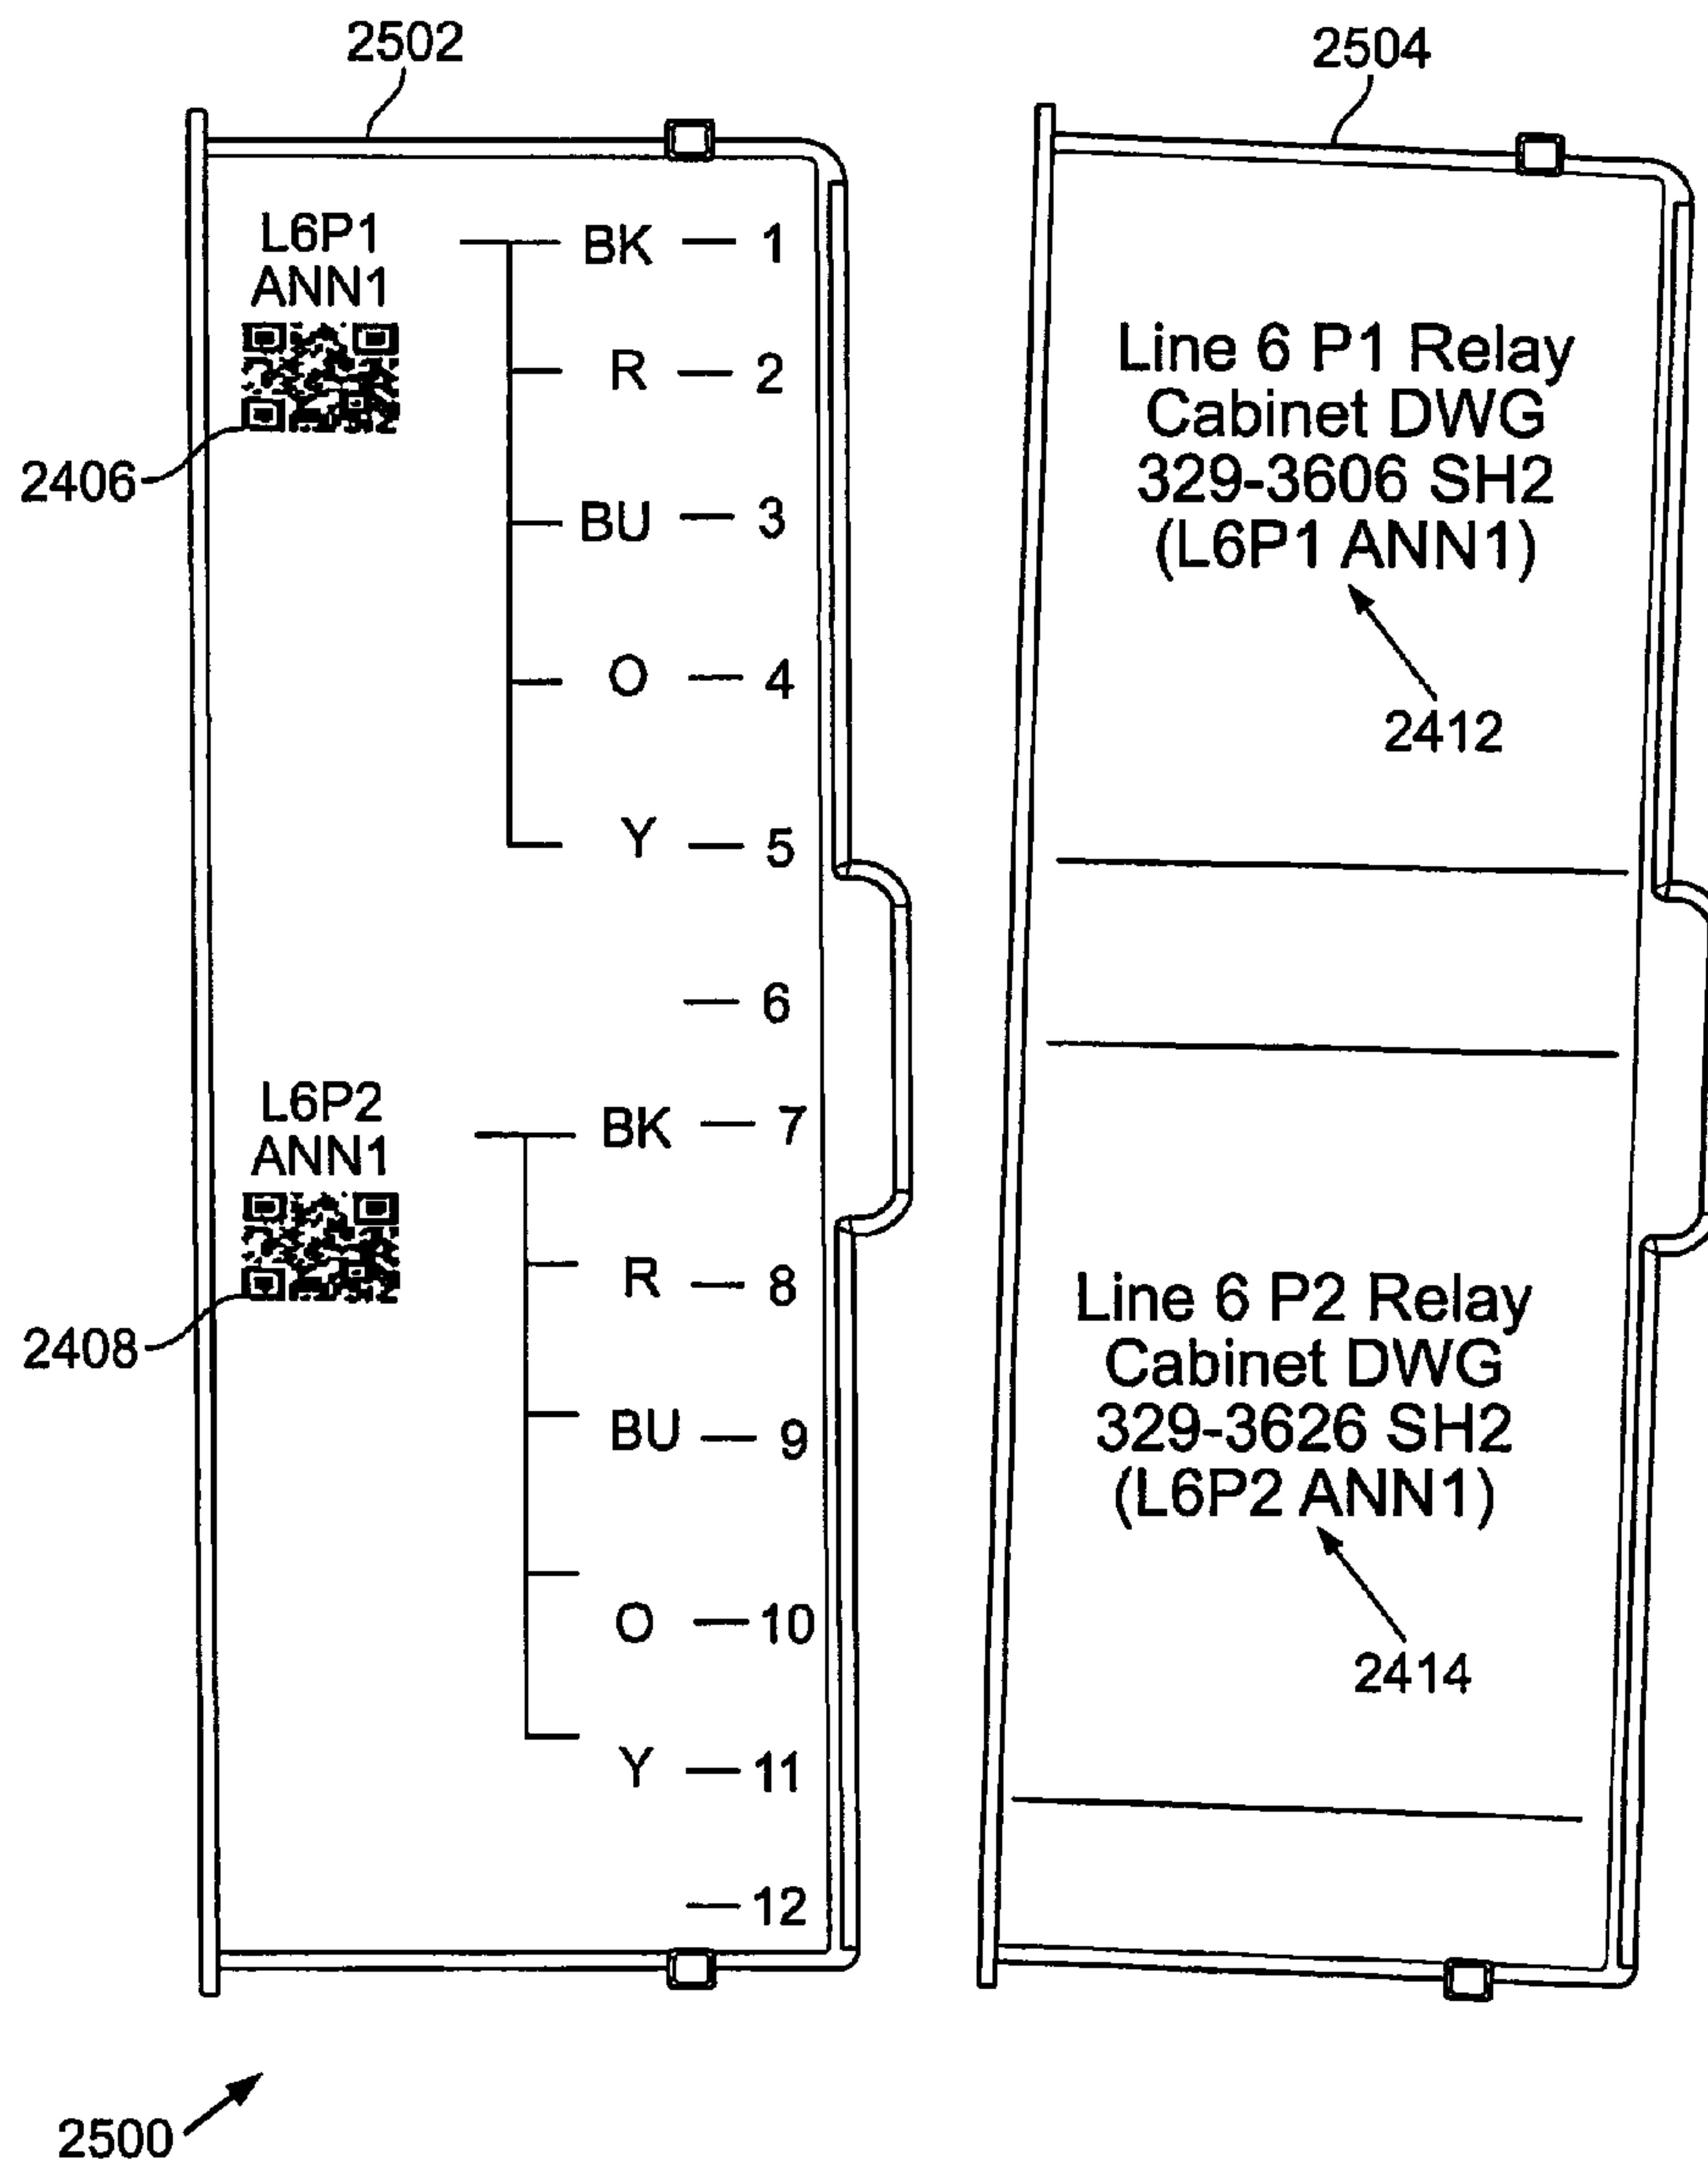 2502
2504
L6P1
ANN1
BK — 1
R — 2
BU — 3
O — 4
Y — 5
— 6
2406
L6P2
ANN1
BK — 7
R — 8
BU — 9
O — 10
Y — 11
— 12
2408
Line 6 P1 Relay
Cabinet DWG
329-3606 SH2
(L6P1 ANN1)
2412
Line 6 P2 Relay
Cabinet DWG
329-3626 SH2
(L6P2 ANN1)
2414
2500